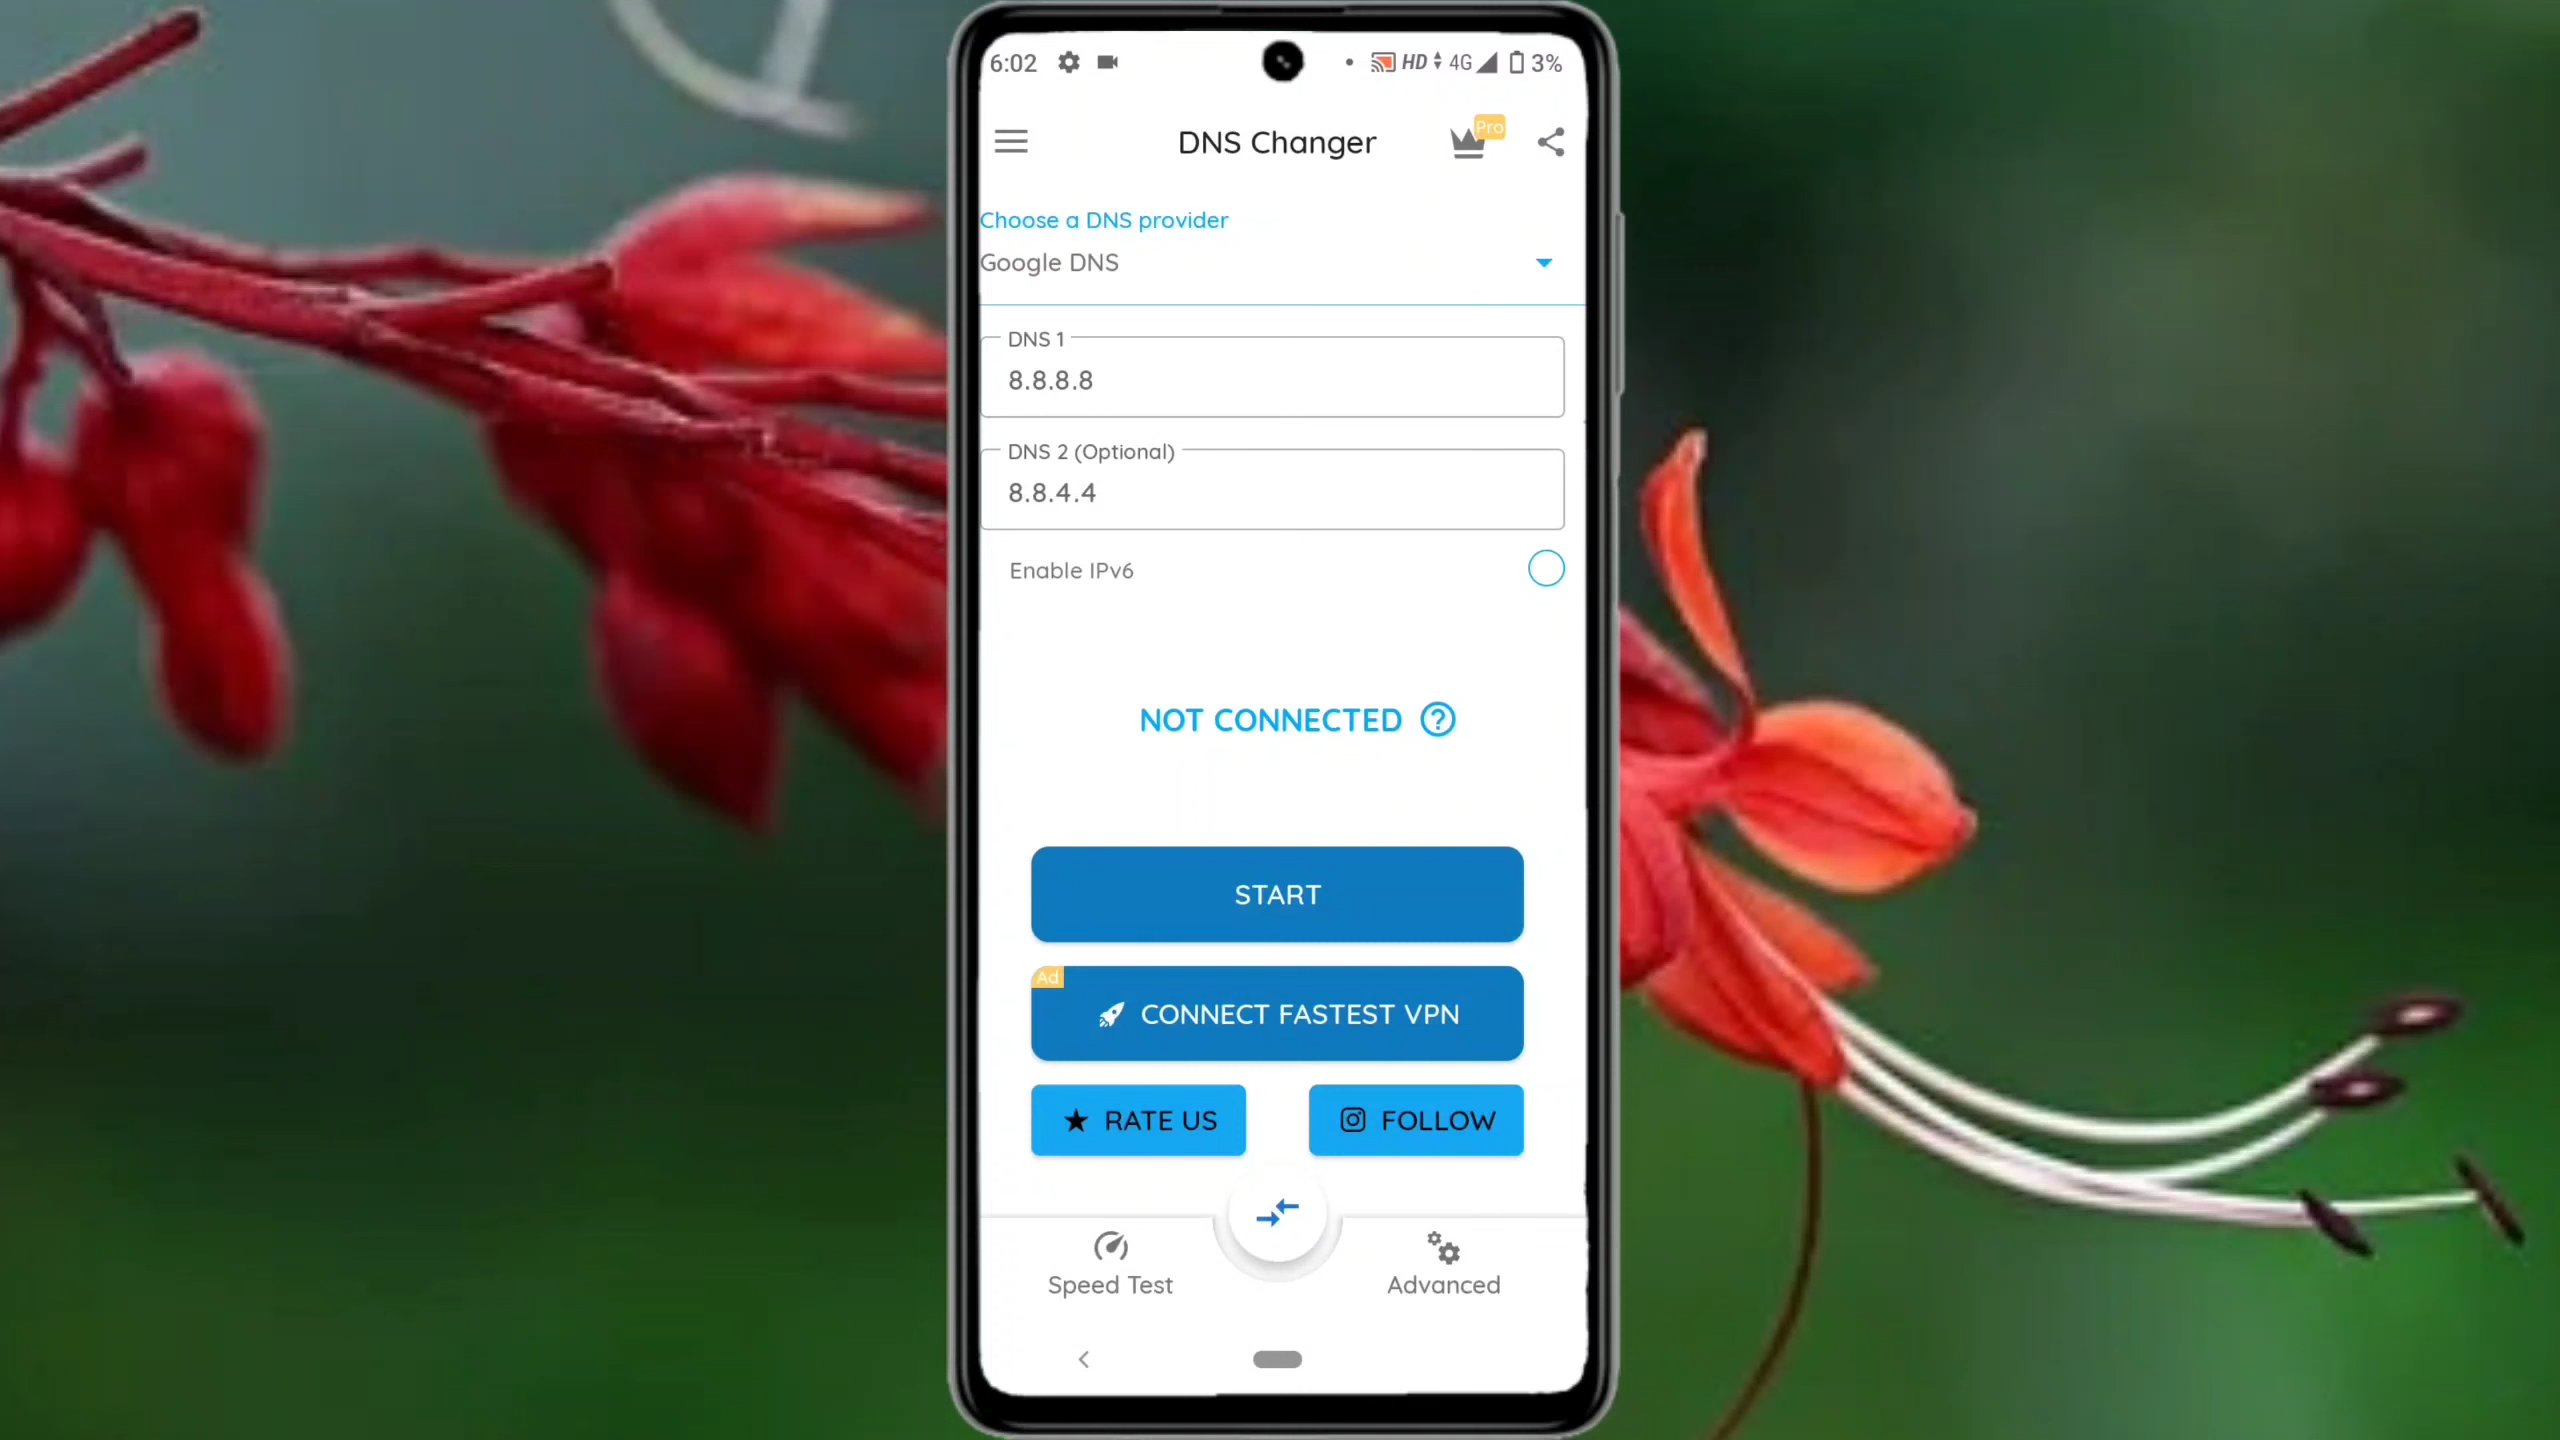 6:02 HD 4G 3%
DNS Changer Pro
Choose a DNS provider
Google DNS
DNS 1
8.8.8.8
DNS 2 (Optional)
8.8.4.4
Enable IPv6
NOT CONNECTED ?
START
Ad
CONNECT FASTEST VPN
RATE US FOLLOW
Speed Test Advanced